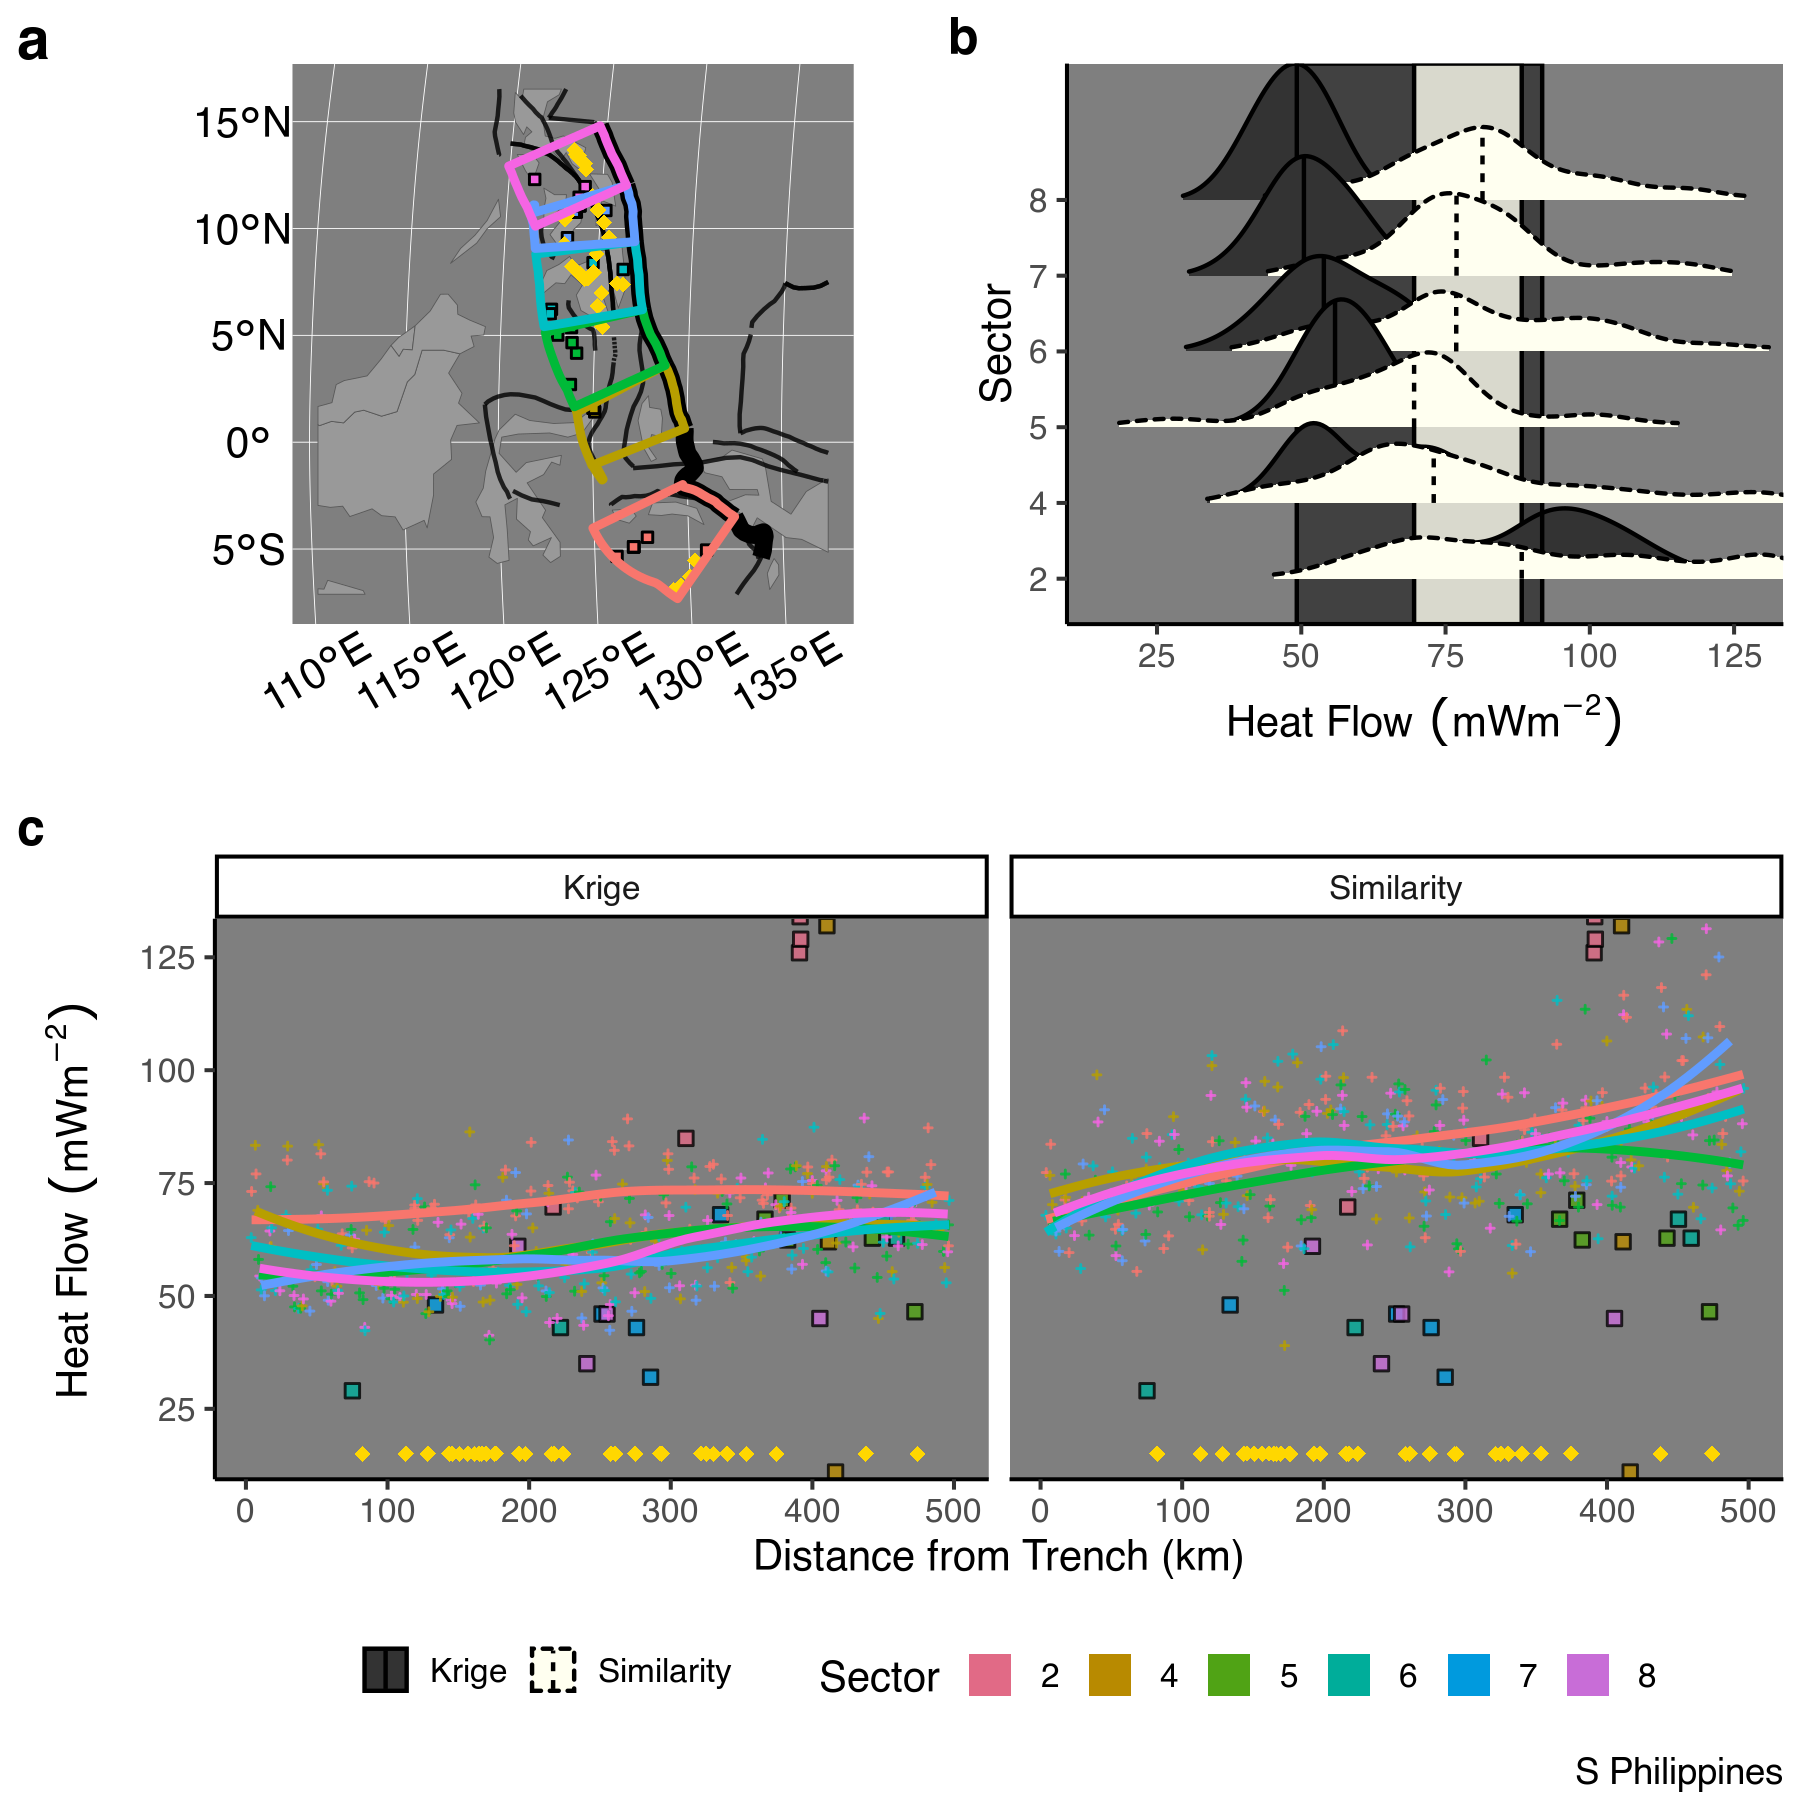 a
15°N
10°N
5°N
0°
5°S
110°E
115°E
120°E
125°E
130°E
135°E
b
Sector
8
7
6
5
4
2
25
50
75
100
125
Heat Flow (mWm−2)
c
Krige
Similarity
Heat Flow (mWm−2)
125
100
75
50
25
0
100
200
300
400
500
0
100
200
300
400
500
Distance from Trench (km)
Krige
Similarity
Sector
2
4
5
6
7
8
S Philippines